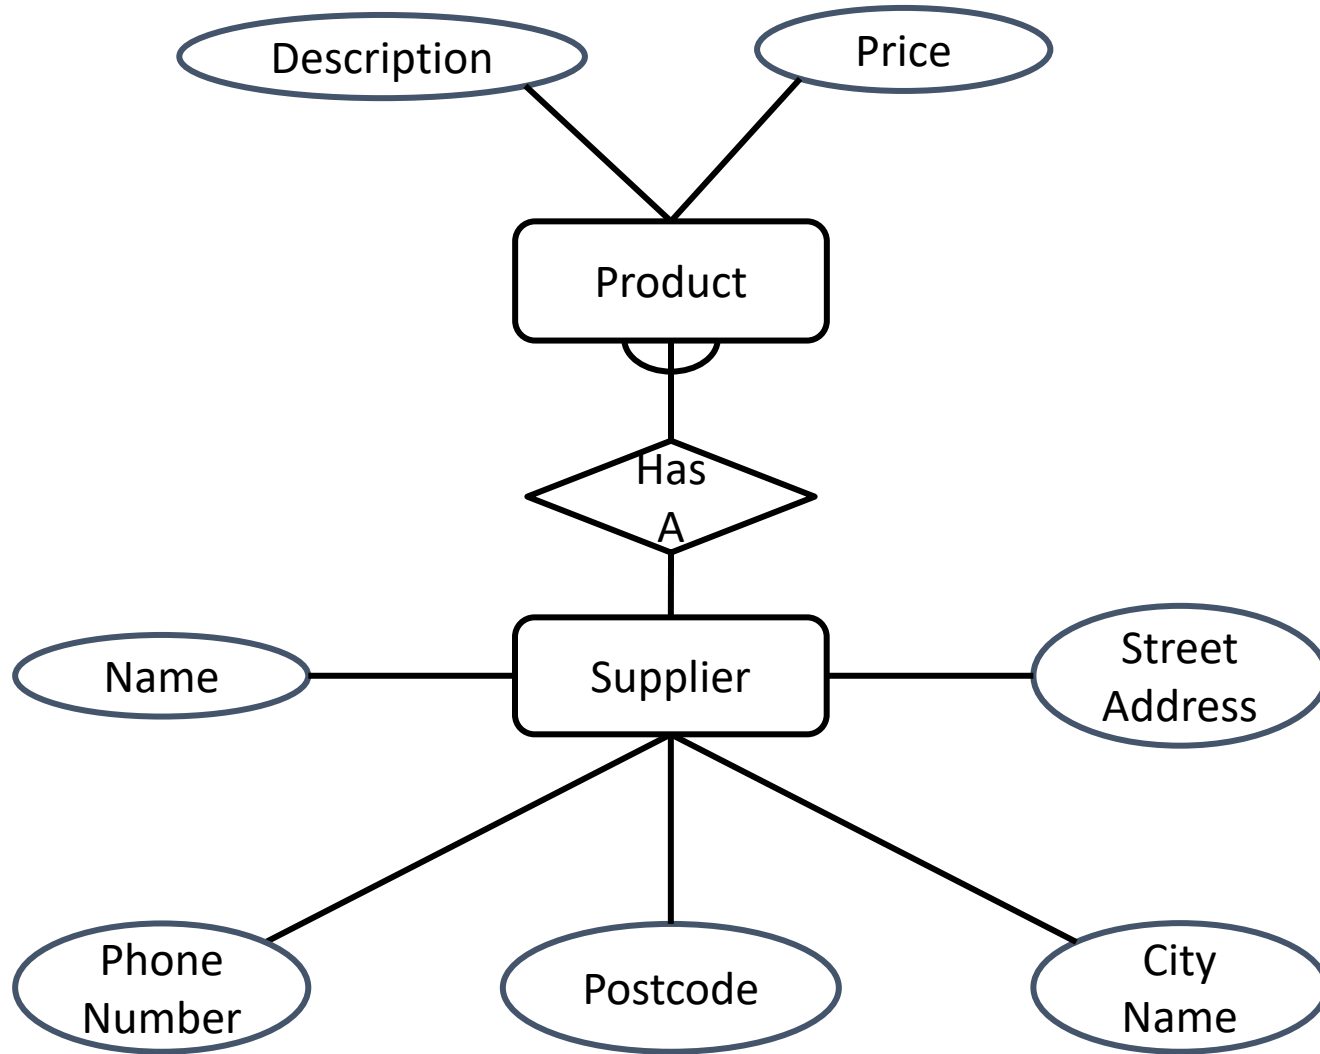 Description
Price
Product
Has
A
Name
Supplier
Street
Address
Phone
Number
Postcode
City
Name